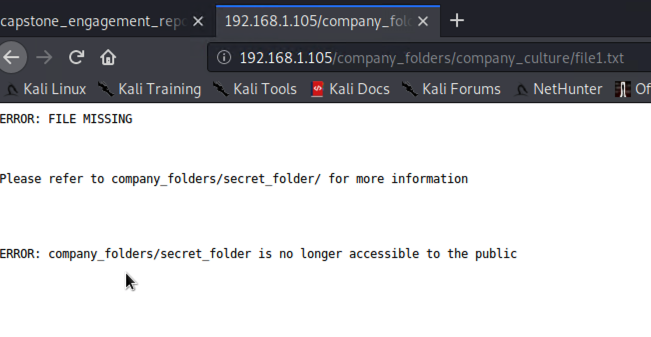 capstone_engagement_repo
192.168.1.105/company_fol
192.168.1.105/company_folders/company_culture/file1.txt
Kali Linux Kali Training Kali Tools Kali Docs Kali Forums NetHunter Of
ERROR: FILE MISSING
Please refer to company_folders/secret_folder/ for more information
ERROR: company_folders/secret_folder is no longer accessible to the public